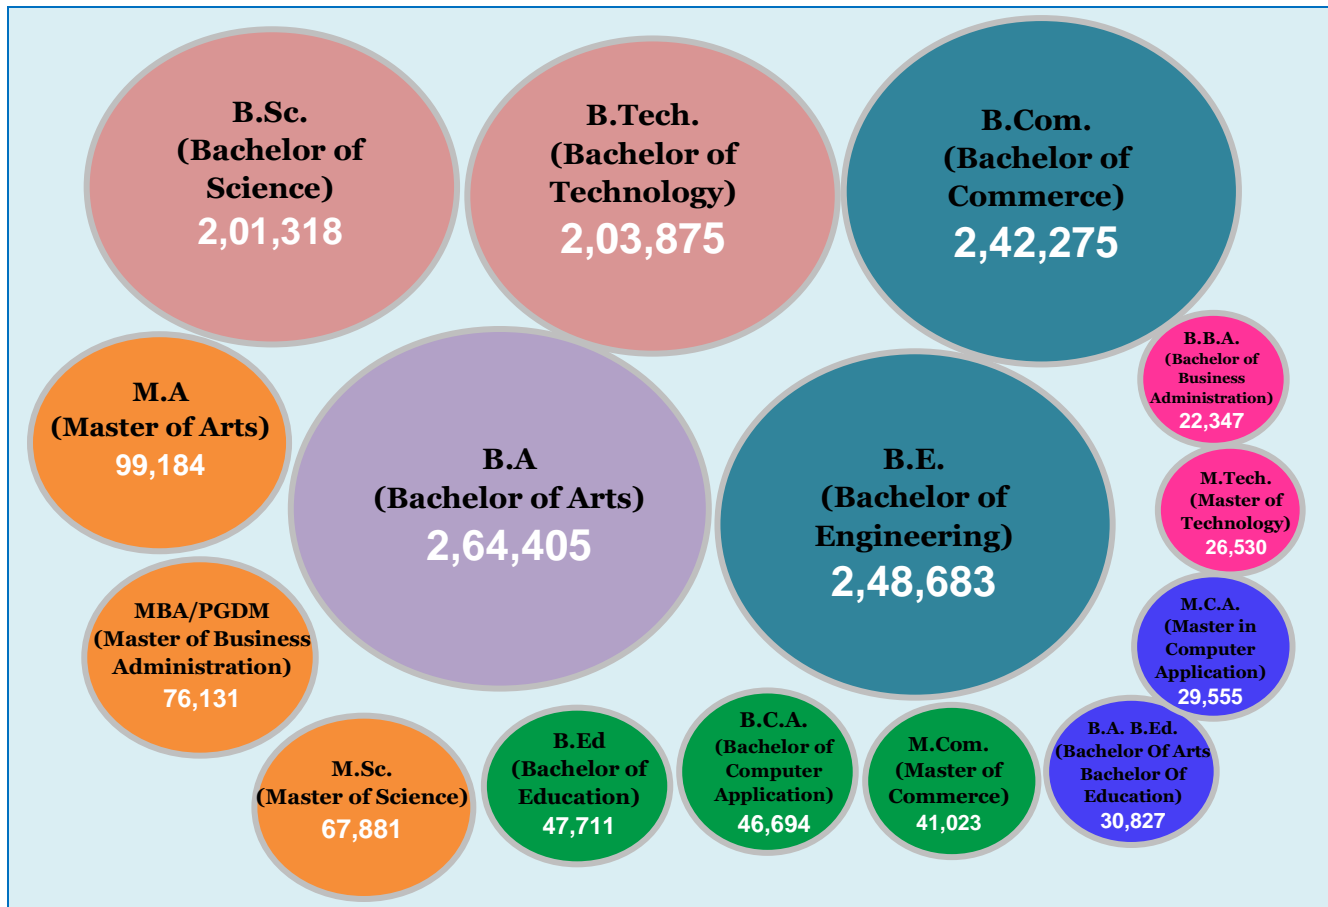 B.Sc.
(Bachelor of
Science)
2,01,318
B.Tech.
(Bachelor of
Technology)
2,03,875
B.Com.
(Bachelor of
Commerce)
2,42,275
B.B.A.
(Bachelor of
Business
Administration)
22,347
M.A
(Master of Arts)
99,184
B.A
(Bachelor of Arts)
2,64,405
B.E.
(Bachelor of
Engineering)
2,48,683
M.Tech.
(Master of
Technology)
26,530
MBA/PGDM
(Master of Business
Administration)
76,131
M.C.A.
(Master in
Computer
Application)
29,555
M.Sc.
(Master of Science)
67,881
B.Ed
(Bachelor of
Education)
47,711
B.C.A.
(Bachelor of
Computer
Application)
46,694
M.Com.
(Master of
Commerce)
41,023
B.A. B.Ed.
(Bachelor Of Arts
Bachelor Of
Education)
30,827